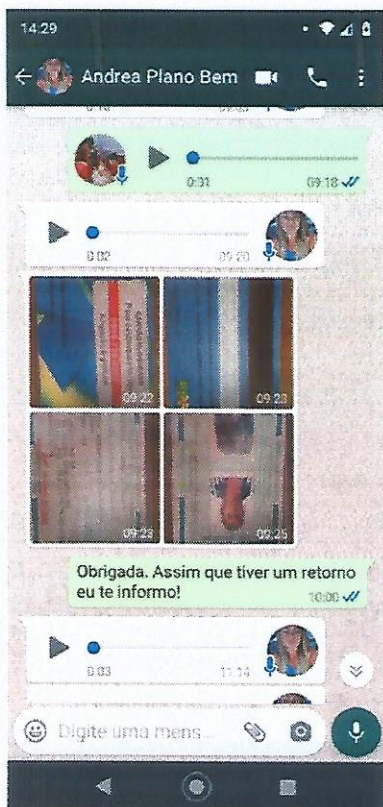 14:29
Andrea Plano Bem
0:31 09:18
0:02 09:20
09:22
09:23
09:23
09:25
Obrigada. Assim que tiver um retorno
eu te informo!
10:00
0:03 11:14
Digite uma mens...